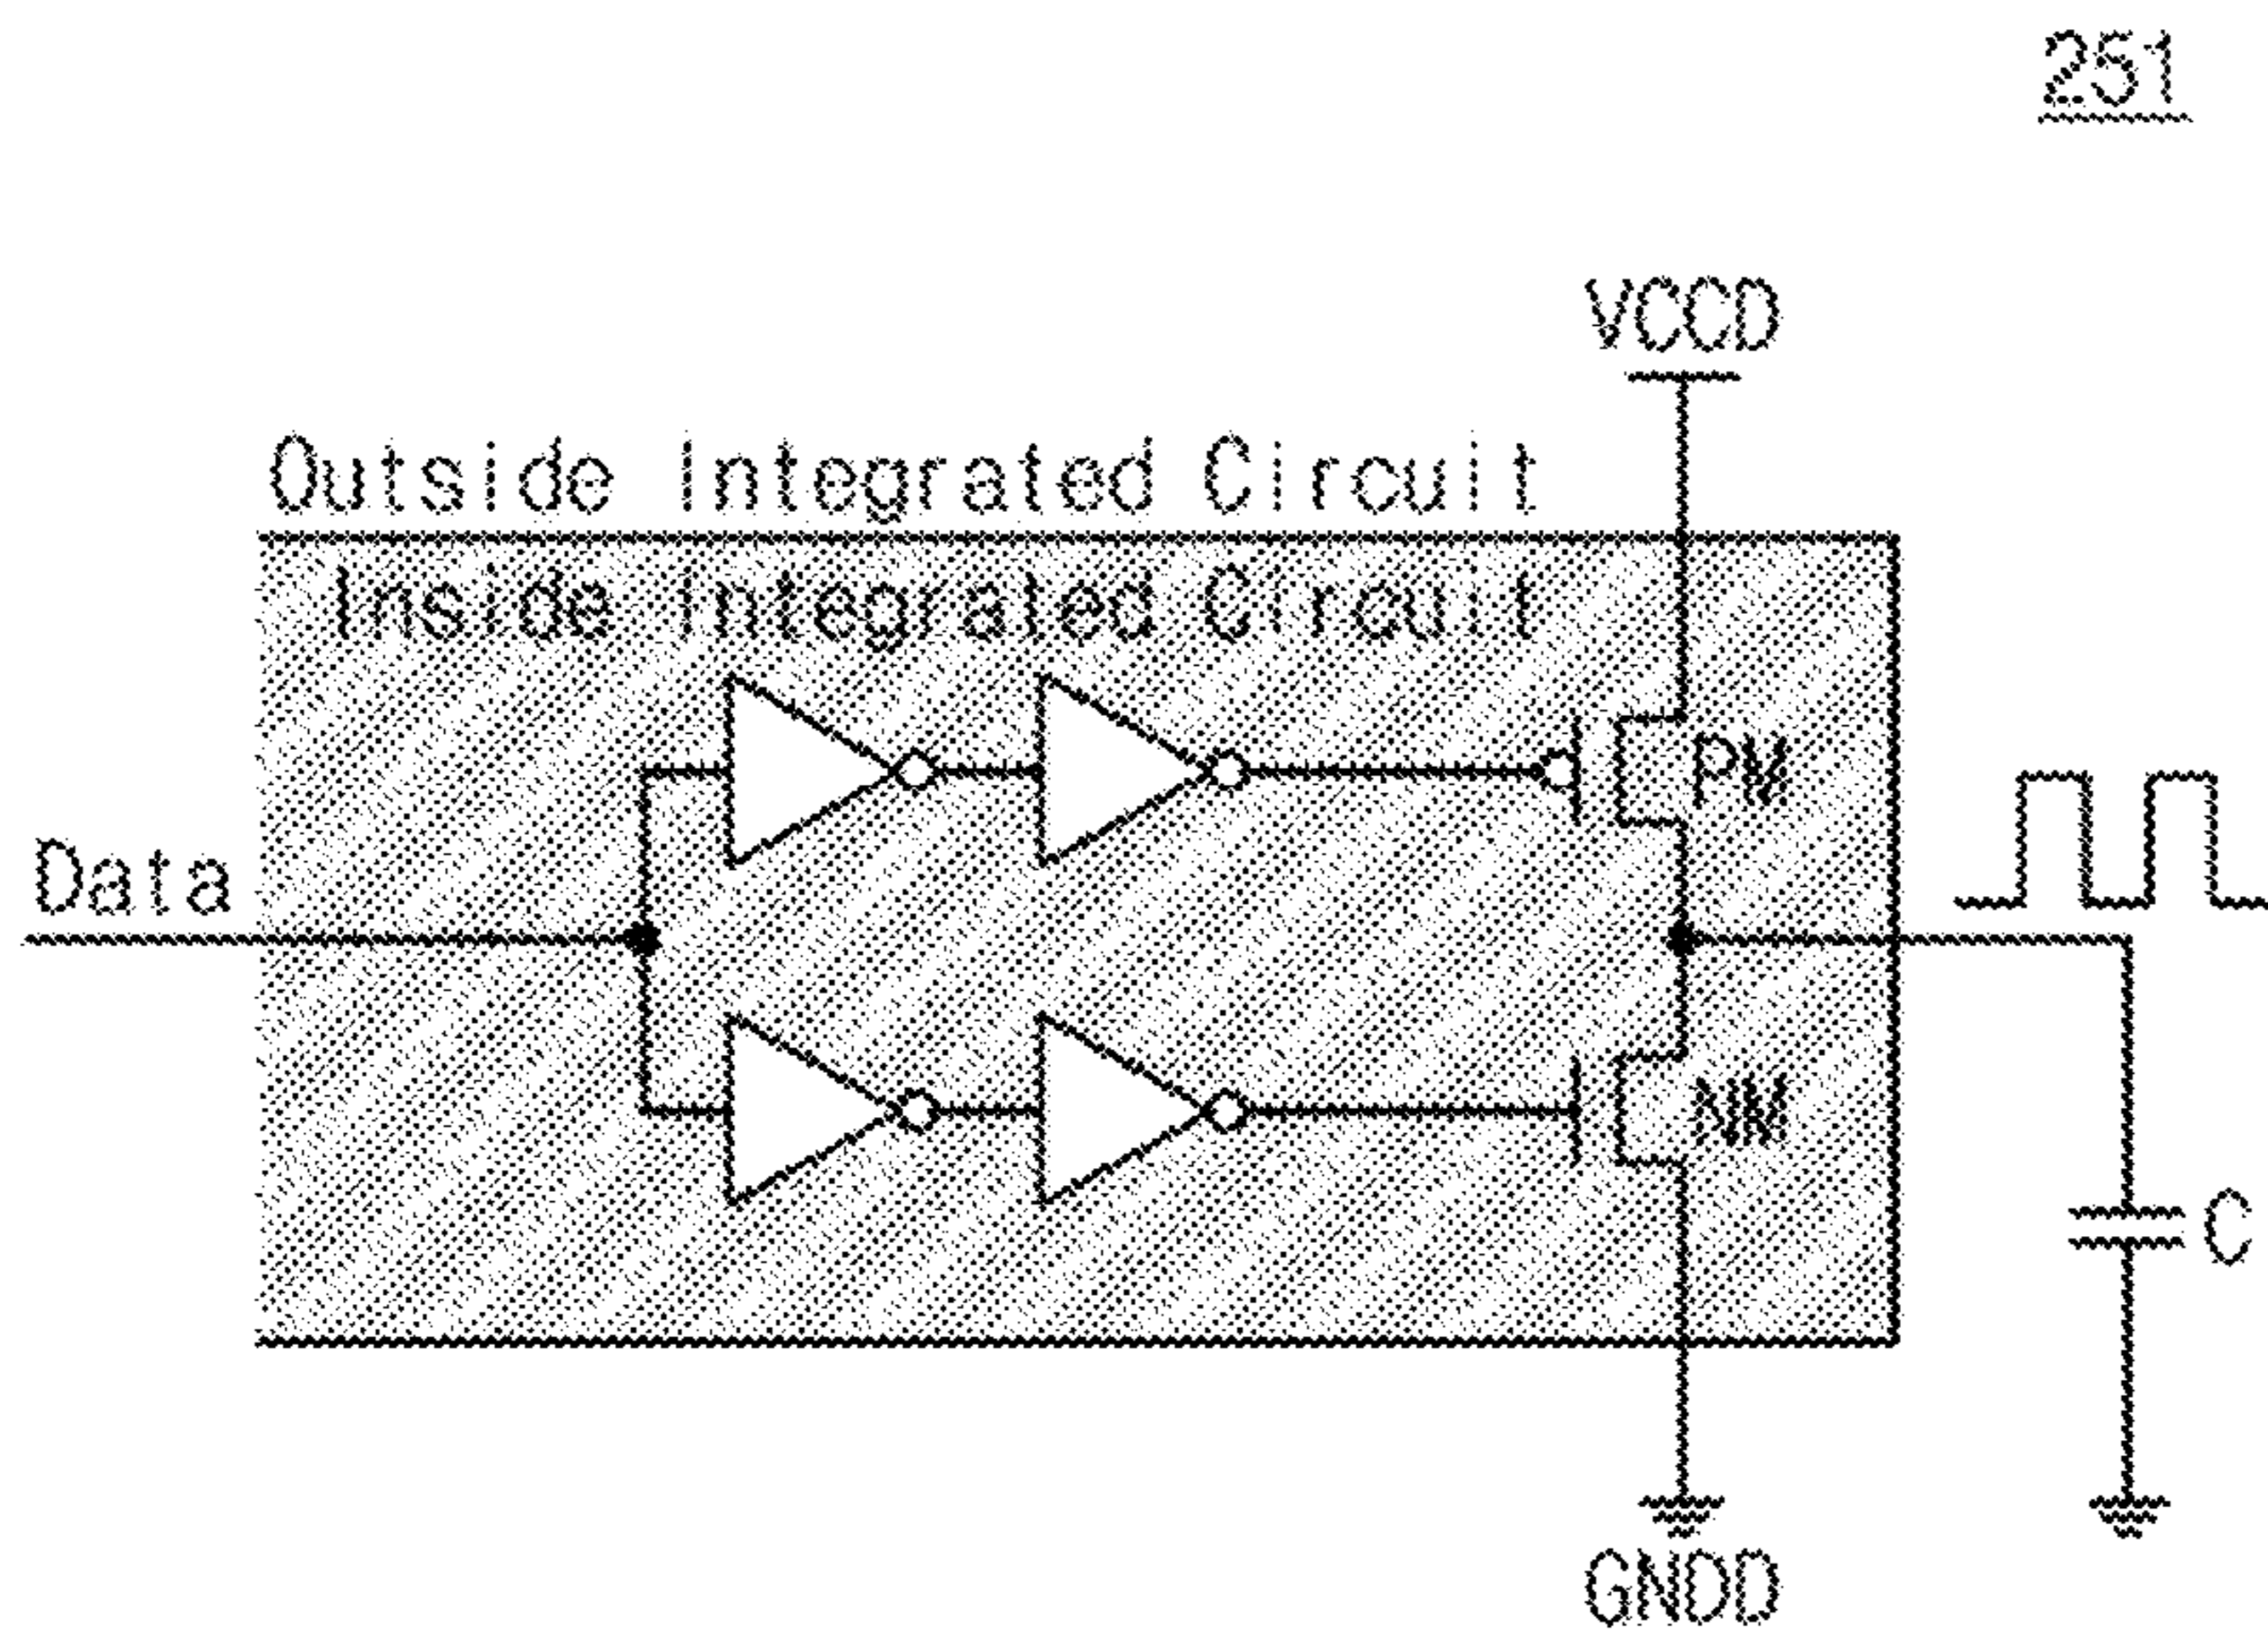 251
VCCD
Outside Integrated Circuit
Inside Integrated Circuit
PM
Data
NM
C
GNDD